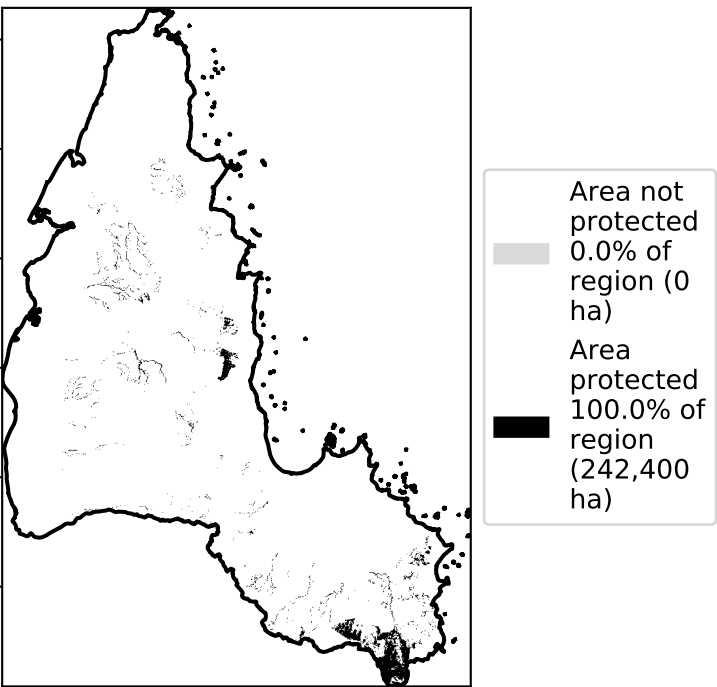 Area not
protected
0.0% of
region (0
ha)
Area
protected
100.0% of
region
(242,400
ha)